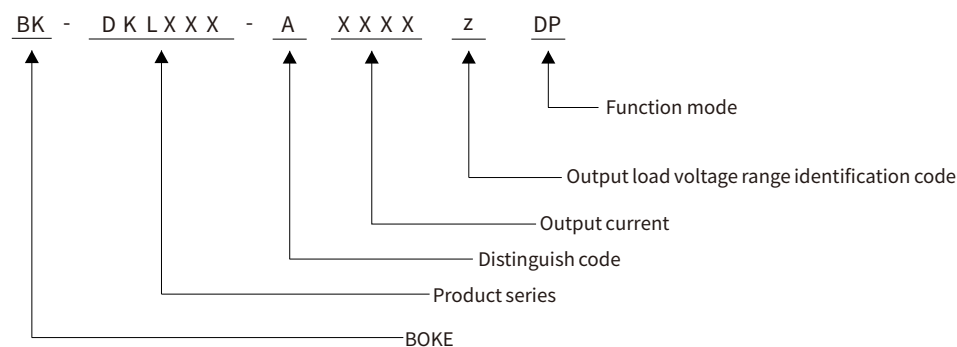 BK - DKLXXX - A XXXX z DP
Function mode
Output load voltage range identification code
Output current
Distinguish code
Product series
BOKE